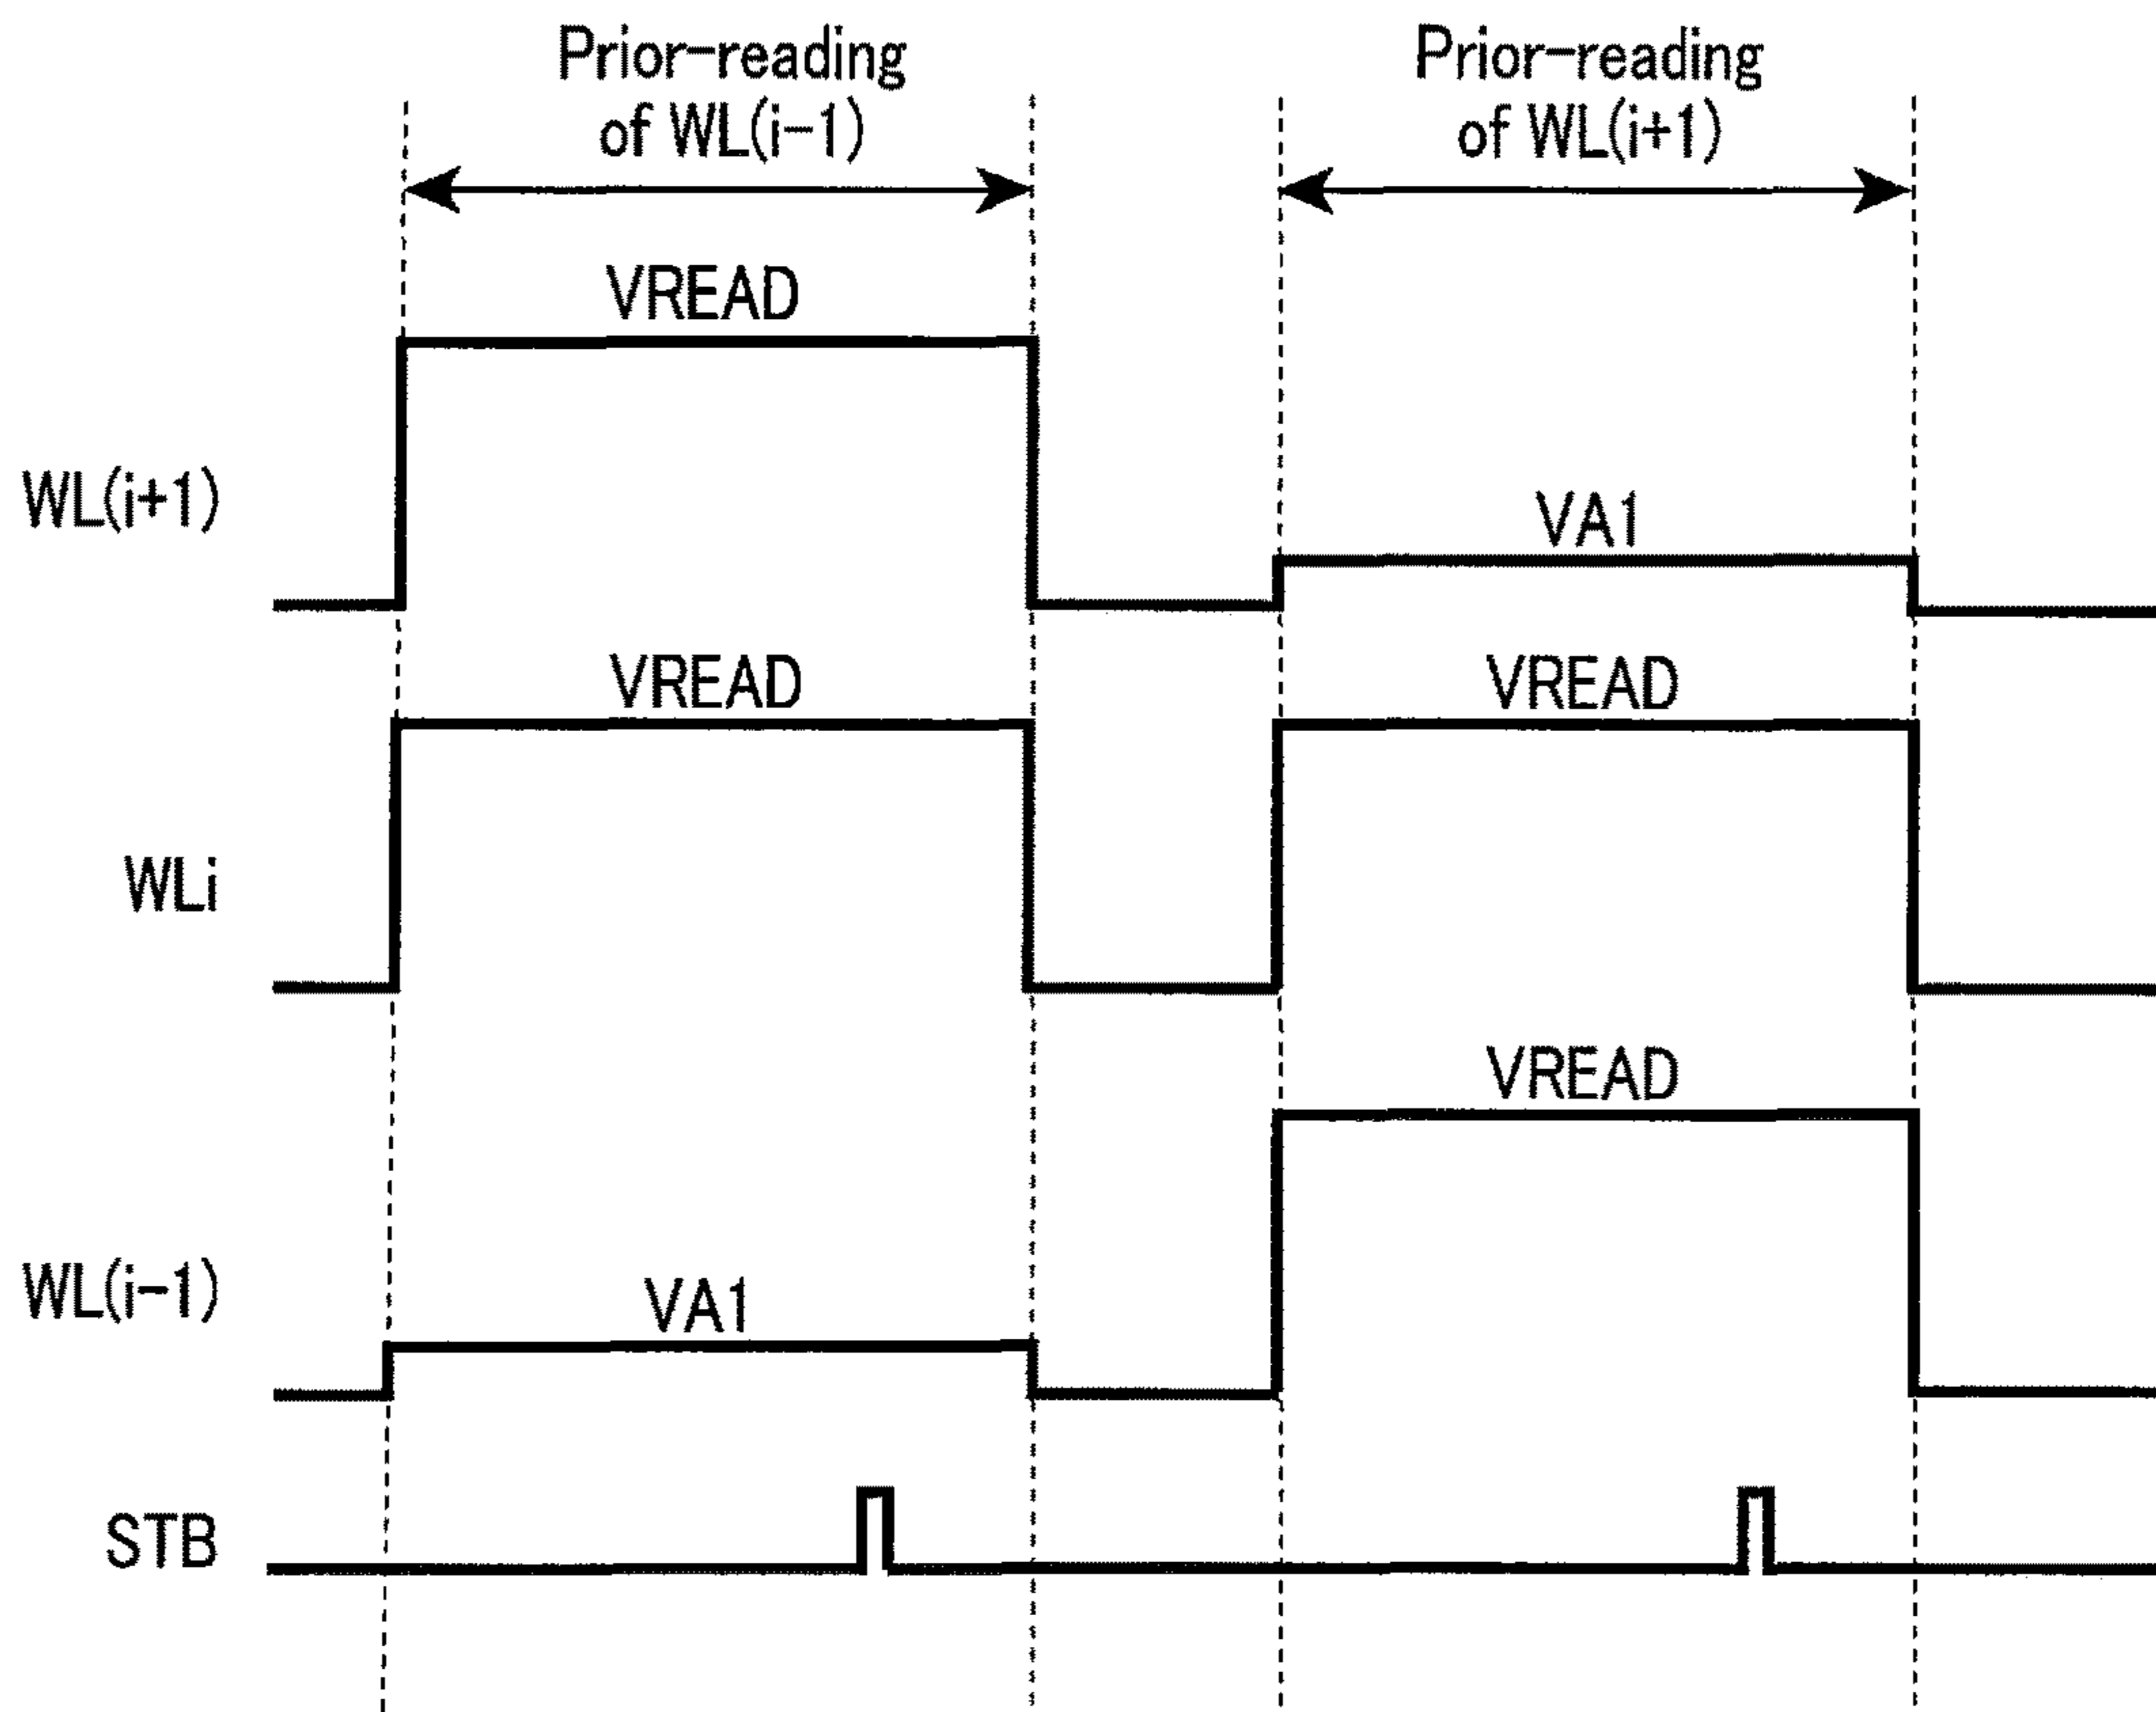 Prior-reading
of WL(i-1)
Prior-reading
of WL(i+1)
VREAD
WL(i+1)
VA1
VREAD
VREAD
WLi
VREAD
WL(i-1)
VA1
STB